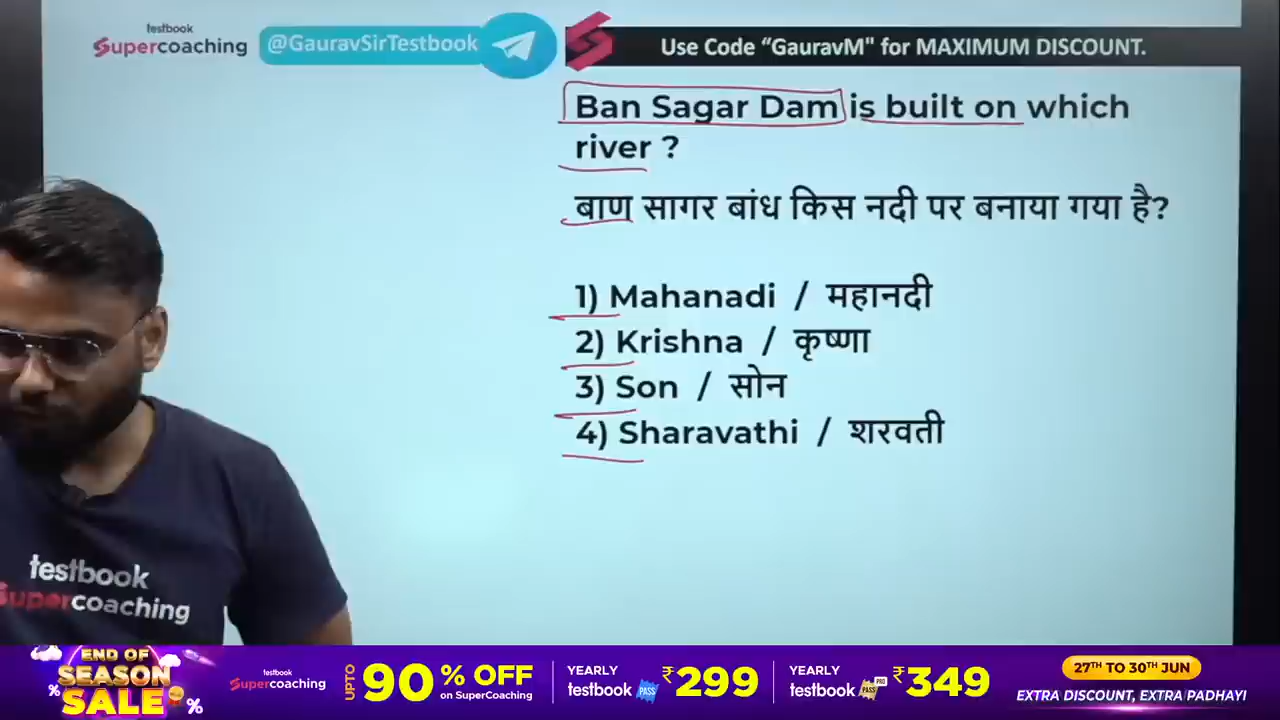 testbook
Supercoaching
@GauravSirTestbook
Use Code “GauravM" for MAXIMUM DISCOUNT.
Ban Sagar Dam is built on which
river ?
बाण सागर बांध किस नदी पर बनाया गया है?
1) Mahanadi / महानदी
2) Krishna / कृष्णा
3) Son / सोन
4) Sharavathi / शरवती
testbook
Supercoaching
END OF
SEASON
SALE
testbook
Supercoaching
UPTO 90% OFF
on SuperCoaching
YEARLY
testbook PASS ₹299
YEARLY
testbook PASS PRO ₹349
27TH TO 30TH JUN
EXTRA DISCOUNT, EXTRA PADHAYI